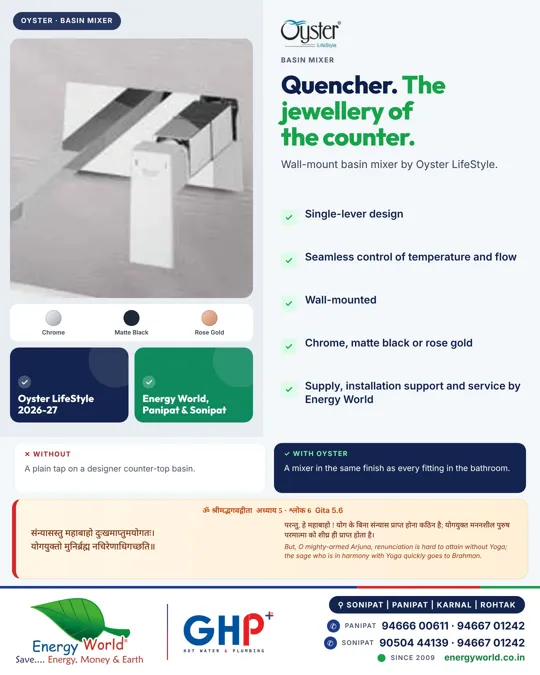 OYSTER · BASIN MIXER
Oyster®
LifeStyle
BASIN MIXER
Quencher. The
jewellery of
the counter.
Wall-mount basin mixer by Oyster LifeStyle.
Single-lever design
Seamless control of temperature and flow
Wall-mounted
Chrome, matte black or rose gold
Supply, installation support and service by
Energy World
Chrome
Matte Black
Rose Gold
Oyster LifeStyle
2026-27
Energy World,
Panipat & Sonipat
× WITHOUT
A plain tap on a designer counter-top basin.
✓ WITH OYSTER
A mixer in the same finish as every fitting in the bathroom.
ॐ श्रीमद्भगवद्गीता अध्याय 5 · श्लोक 6 Gita 5.6
संन्यासस्तु महाबाहो दुःखमाप्तुमयोगतः।
योगयुक्तो मुनिर्ब्रह्म नचिरेणाधिगच्छति॥
परन्तु, हे महाबाहो ! योग के बिना संन्यास प्राप्त होना कठिन है; योगयुक्त मननशील पुरुष
परमात्मा को शीघ्र ही प्राप्त होता है।
But, O mighty-armed Arjuna, renunciation is hard to attain without Yoga;
the sage who is in harmony with Yoga quickly goes to Brahman.
Energy World
Save.... Energy, Money & Earth
GHP+
HOT WATER & PLUMBING
SONIPAT | PANIPAT | KARNAL | ROHTAK
PANIPAT 94666 00611 · 94667 01242
SONIPAT 90504 44139 · 94667 01242
SINCE 2009 energyworld.co.in